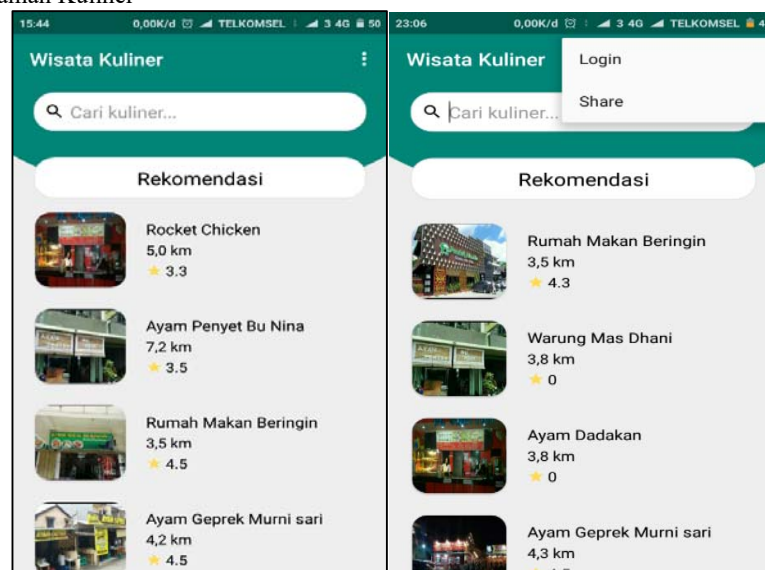 15:44 0,00K/d TELKOMSEL 3 4G 50
Wisata Kuliner
Cari kuliner...
Rekomendasi
Rocket Chicken
5,0 km
3.3
Ayam Penyet Bu Nina
7,2 km
3.5
Rumah Makan Beringin
3,5 km
4.5
Ayam Geprek Murni sari
4,2 km
4.5
23:06 0,00K/d 3 4G TELKOMSEL 4
Wisata Kuliner
Login
Share
Cari kuliner...
Rekomendasi
Rumah Makan Beringin
3,5 km
4.3
Warung Mas Dhani
3,8 km
0
Ayam Dadakan
3,8 km
0
Ayam Geprek Murni sari
4,3 km